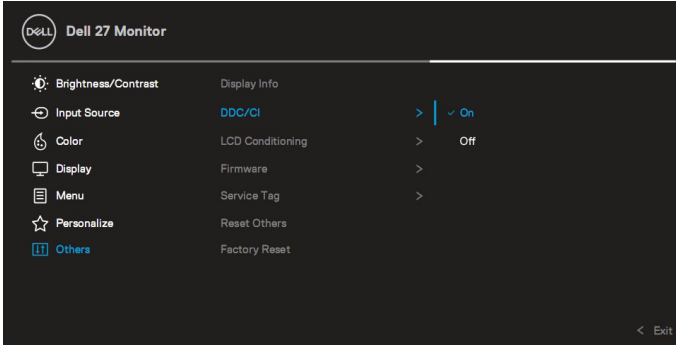 DELL Dell 27 Monitor
Brightness/Contrast Display Info
Input Source DDC/CI > ✓ On
Color LCD Conditioning > Off
Display Firmware >
Menu Service Tag >
Personalize Reset Others
Others Factory Reset
< Exit